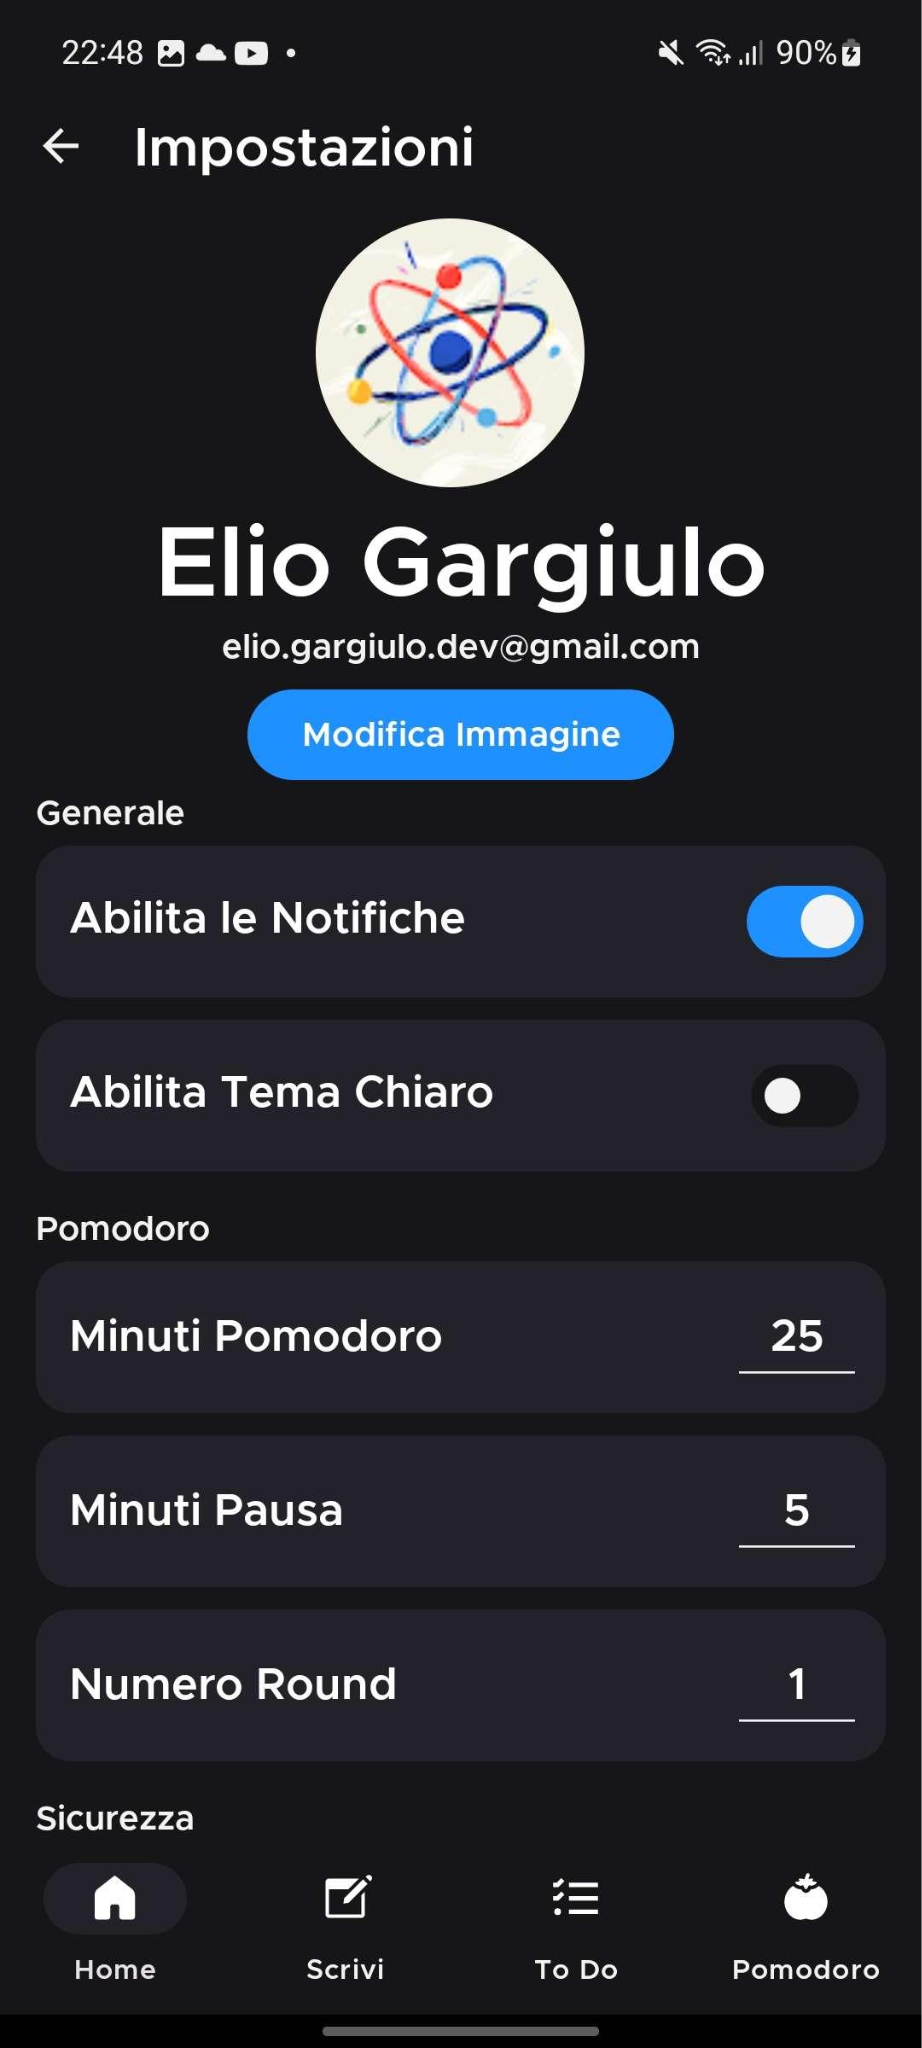 22:48
90%
Impostazioni
Elio Gargiulo
elio.gargiulo.dev@gmail.com
Modifica Immagine
Generale
Abilita le Notifiche
Abilita Tema Chiaro
Pomodoro
Minuti Pomodoro 25
Minuti Pausa 5
Numero Round 1
Sicurezza
Home Scrivi To Do Pomodoro